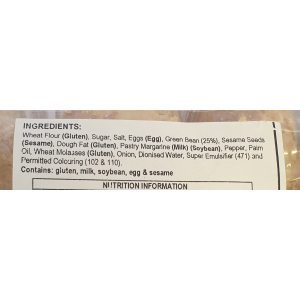 INGREDIENTS:
Wheat Flour (Gluten), Sugar, Salt, Eggs (Egg), Green Bean (25%), Sesame Seeds
(Sesame), Dough Fat (Gluten), Pastry Margarine (Milk) (Soybean), Pepper, Palm
Oil, Wheat Molasses (Gluten), Onion, Dionised Water, Super Emulsifier (471) and
Permitted Colouring (102 & 110).
Contains: gluten, milk, soybean, egg & sesame
NUTRITION INFORMATION